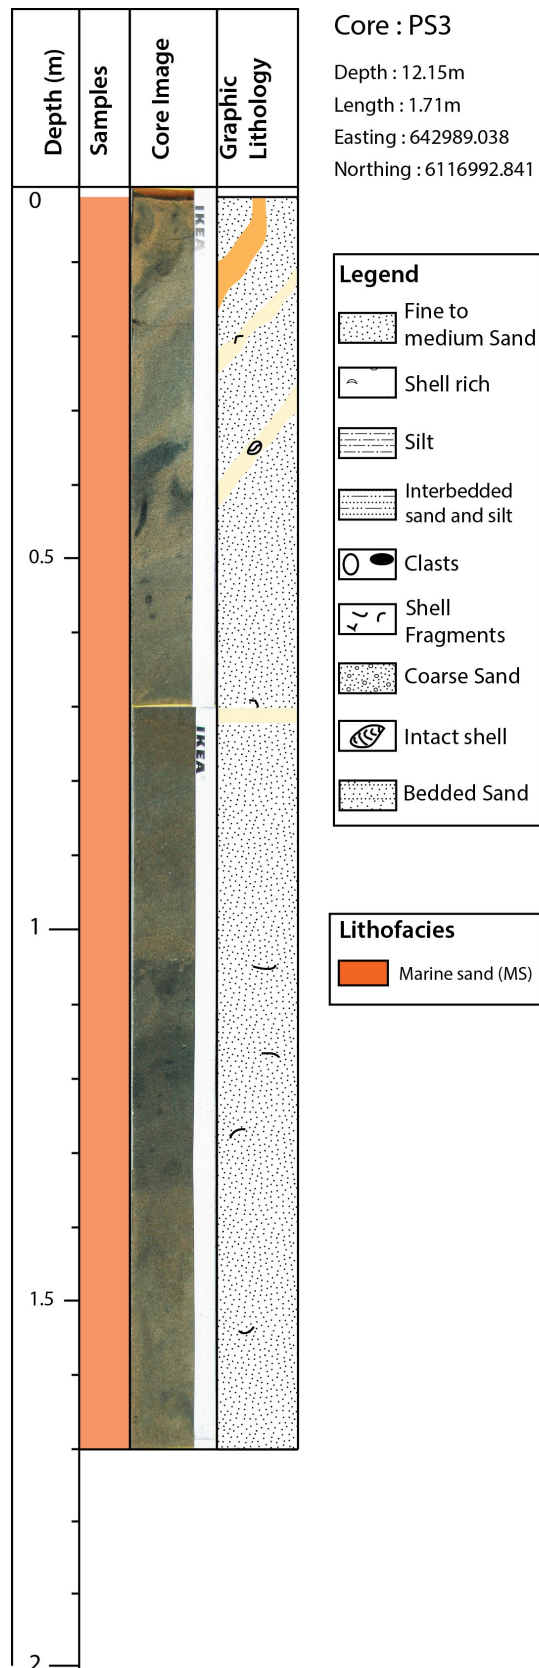 Core : PS3
Depth : 12.15m
Length : 1.71m
Easting : 642989.038
Northing : 6116992.841
Depth (m)
Samples
Core Image
Graphic
Lithology
0
0.5
1
1.5
2
IKEA
IKEA
Legend
Fine to
medium Sand
Shell rich
Silt
Interbedded
sand and silt
Clasts
Shell
Fragments
Coarse Sand
Intact shell
Bedded Sand
Lithofacies
Marine sand (MS)